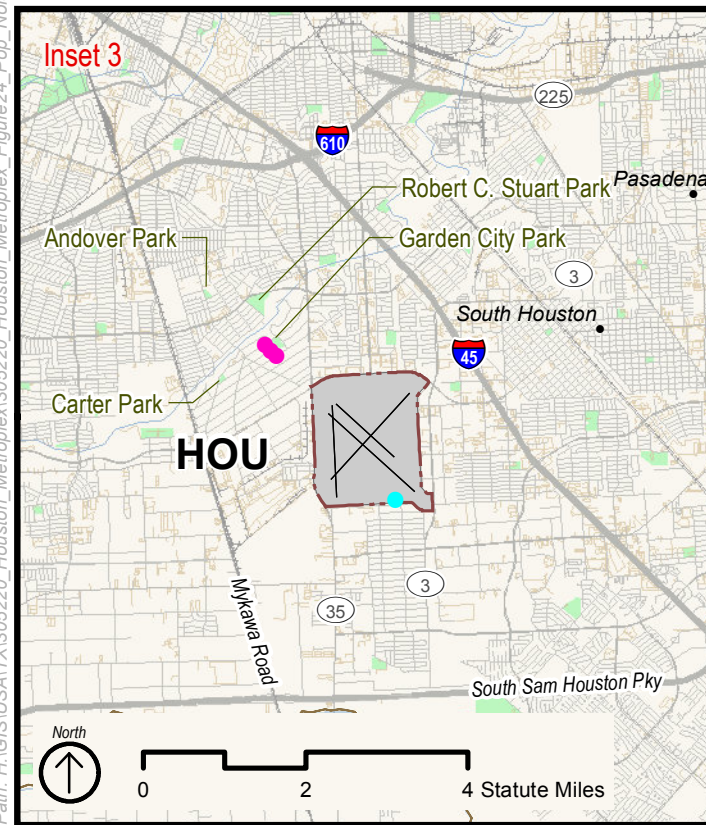 Inset 3
225
610
Robert C. Stuart Park
Pasadena
Andover Park
Garden City Park
3
South Houston
45
Carter Park
HOU
Mykawa Road
35
3
South Sam Houston Pky
North
0
2
4 Statute Miles